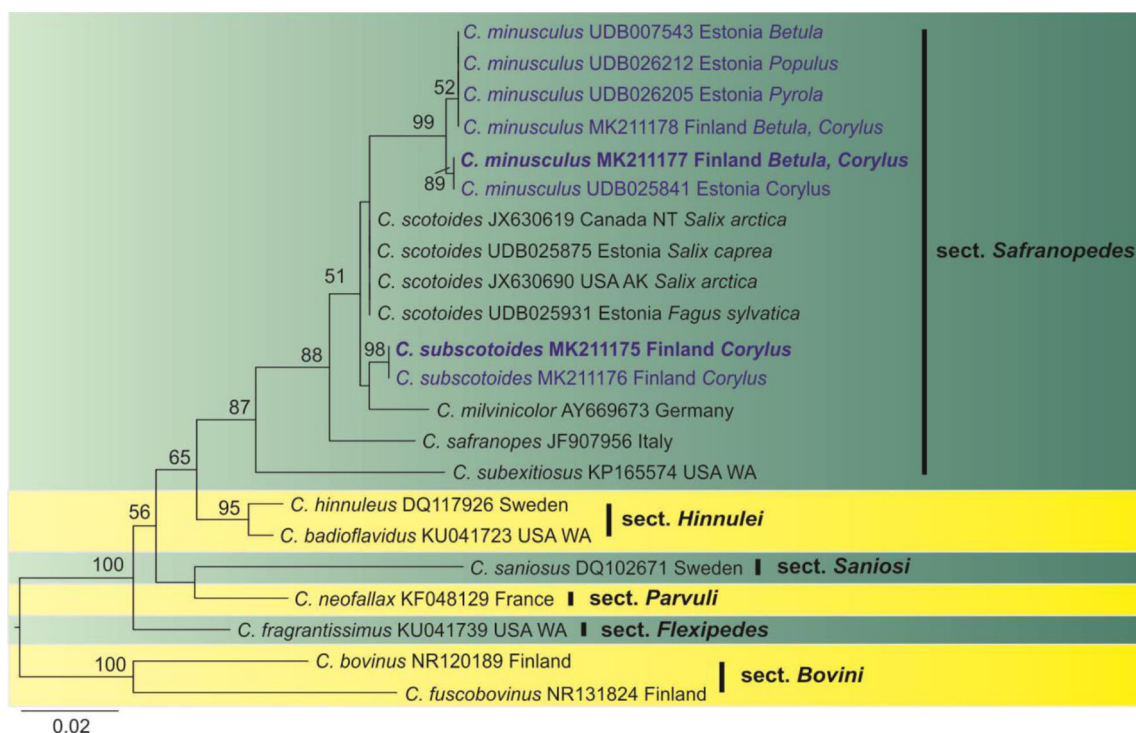 C. minusculus UDB007543 Estonia Betula
C. minusculus UDB026212 Estonia Populus
52
C. minusculus UDB026205 Estonia Pyrola
99
C. minusculus MK211178 Finland Betula, Corylus
C. minusculus MK211177 Finland Betula, Corylus
89
C. minusculus UDB025841 Estonia Corylus
C. scotoides JX630619 Canada NT Salix arctica
C. scotoides UDB025875 Estonia Salix caprea
sect. Safranopedes
51
C. scotoides JX630690 USA AK Salix arctica
C. scotoides UDB025931 Estonia Fagus sylvatica
98
C. subscotoides MK211175 Finland Corylus
88
C. subscotoides MK211176 Finland Corylus
87
C. milvinicolor AY669673 Germany
C. safranopes JF907956 Italy
65
C. subexitiosus KP165574 USA WA
C. hinnuleus DQ117926 Sweden
56
95
sect. Hinnulei
C. badioflavidus KU041723 USA WA
100
C. saniosus DQ102671 Sweden
sect. Saniosi
C. neofallax KF048129 France
sect. Parvuli
C. fragrantissimus KU041739 USA WA
sect. Flexipedes
100
C. bovinus NR120189 Finland
sect. Bovini
C. fuscobovinus NR131824 Finland
0.02